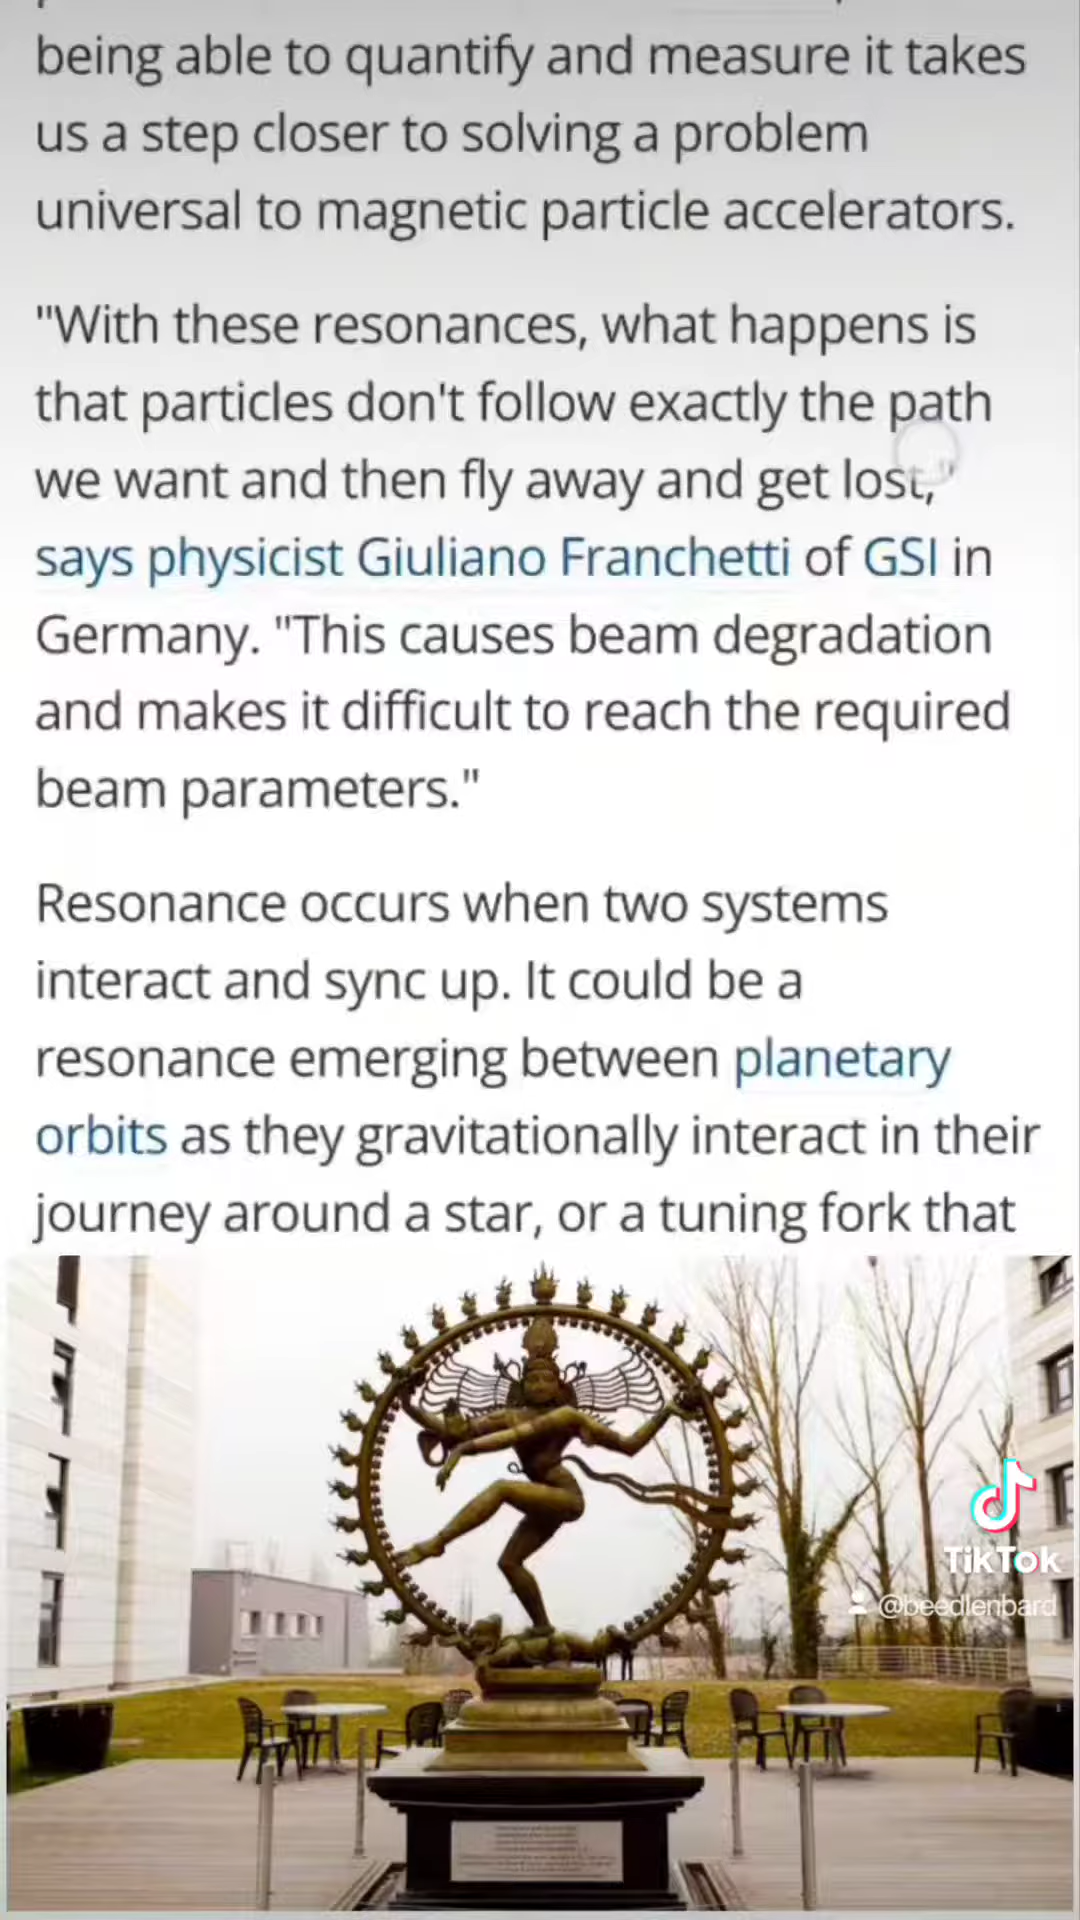 being able to quantify and measure it takes
us a step closer to solving a problem
universal to magnetic particle accelerators.
"With these resonances, what happens is
that particles don't follow exactly the path
we want and then fly away and get lost,"
says physicist Giuliano Franchetti of GSI in
Germany. "This causes beam degradation
and makes it difficult to reach the required
beam parameters."
Resonance occurs when two systems
interact and sync up. It could be a
resonance emerging between planetary
orbits as they gravitationally interact in their
journey around a star, or a tuning fork that
TikTok
@beedlenbard